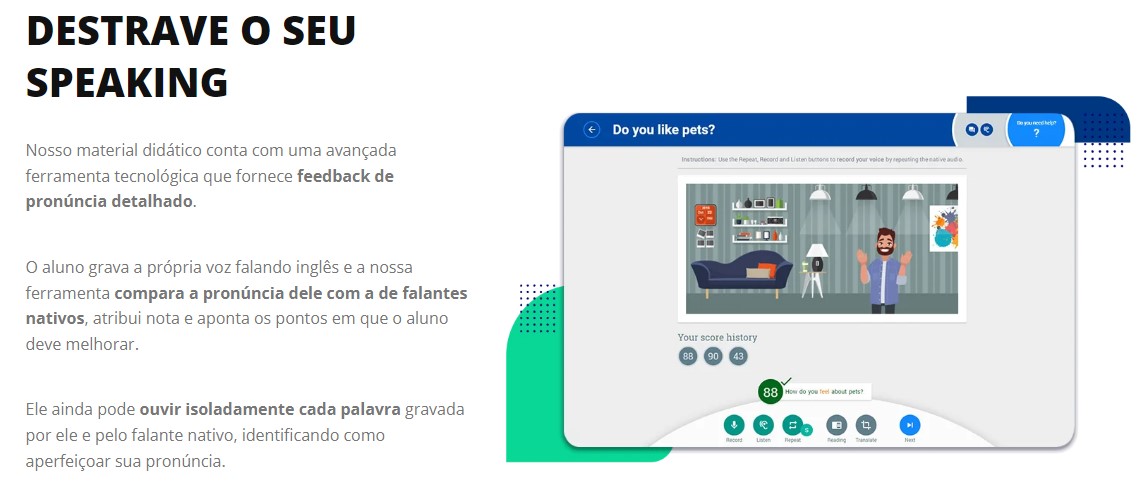 DESTRAVE O SEU
SPEAKING
Nosso material didático conta com uma avançada
ferramenta tecnológica que fornece feedback de
pronúncia detalhado.
O aluno grava a própria voz falando inglês e a nossa
ferramenta compara a pronúncia dele com a de falantes
nativos, atribui nota e aponta os pontos em que o aluno
deve melhorar.
Ele ainda pode ouvir isoladamente cada palavra gravada
por ele e pelo falante nativo, identificando como
aperfeiçoar sua pronúncia.
Do you like pets?
Do you need help?
?
Instructions: Use the Repeat, Record and Listen buttons to record your voice by repeating the native audio.
Your score history
88 90 43
88 How do you feel about pets?
Record Listen Repeat 5 Reading Translate Next